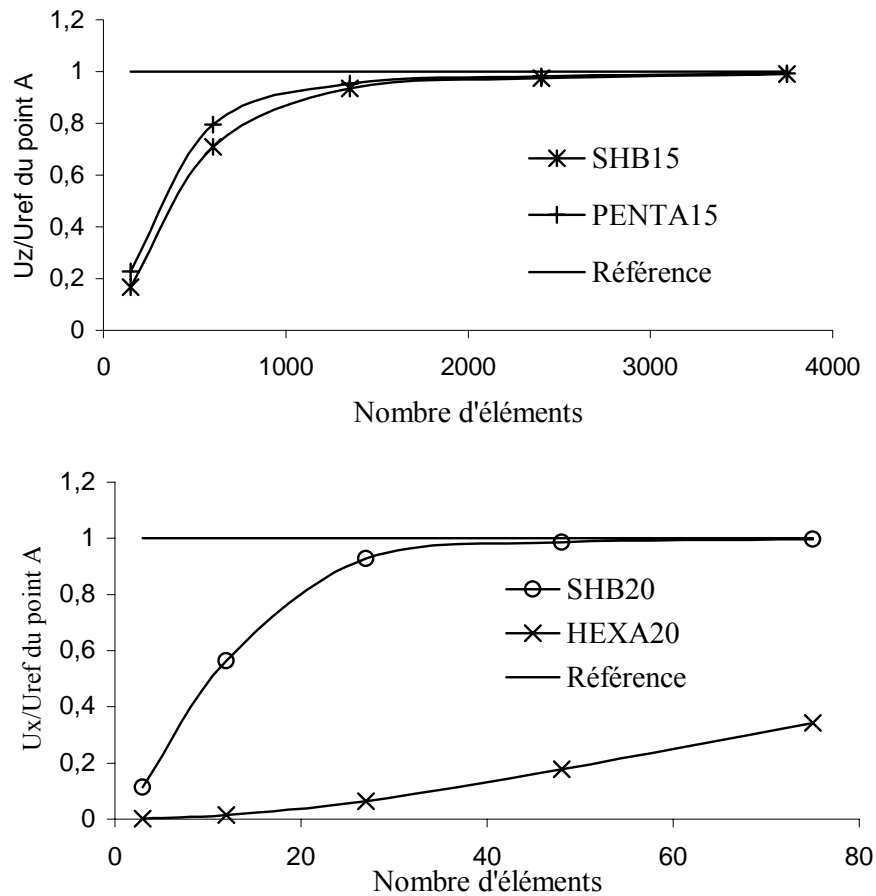 1,2
1
0,8
0,6
0,4
0,2
0
Uz/Uref du point A
SHB15
PENTA15
Référence
0 1000 2000 3000 4000
Nombre d'éléments
1,2
1
0,8
0,6
0,4
0,2
0
Ux/Uref du point A
SHB20
HEXA20
Référence
0 20 40 60 80
Nombre d'éléments